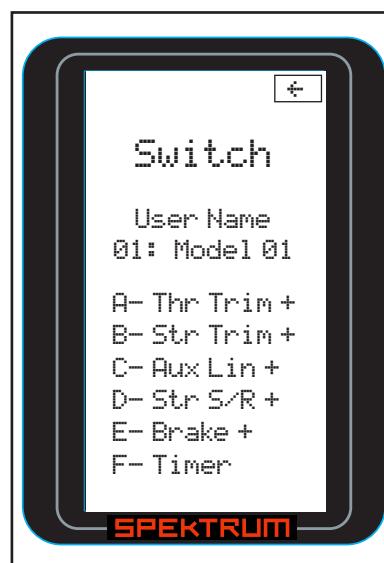 ←
Switch
User Name
01: Model 01
A- Thr Trim +
B- Str Trim +
C- Aux Lin +
D- Str S/R +
E- Brake +
F- Timer
SPEKTRUM